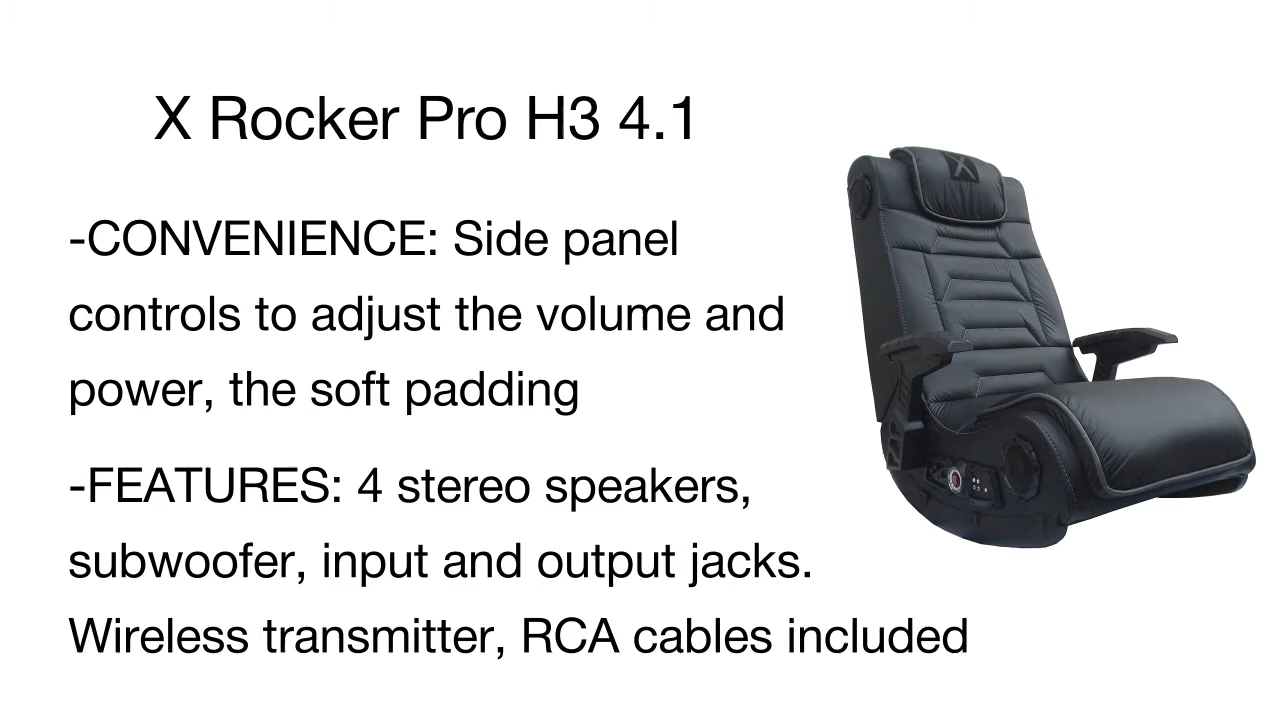 X Rocker Pro H3 4.1
X
-CONVENIENCE: Side panel
controls to adjust the volume and
power, the soft padding
-FEATURES: 4 stereo speakers,
subwoofer, input and output jacks.
Wireless transmitter, RCA cables included